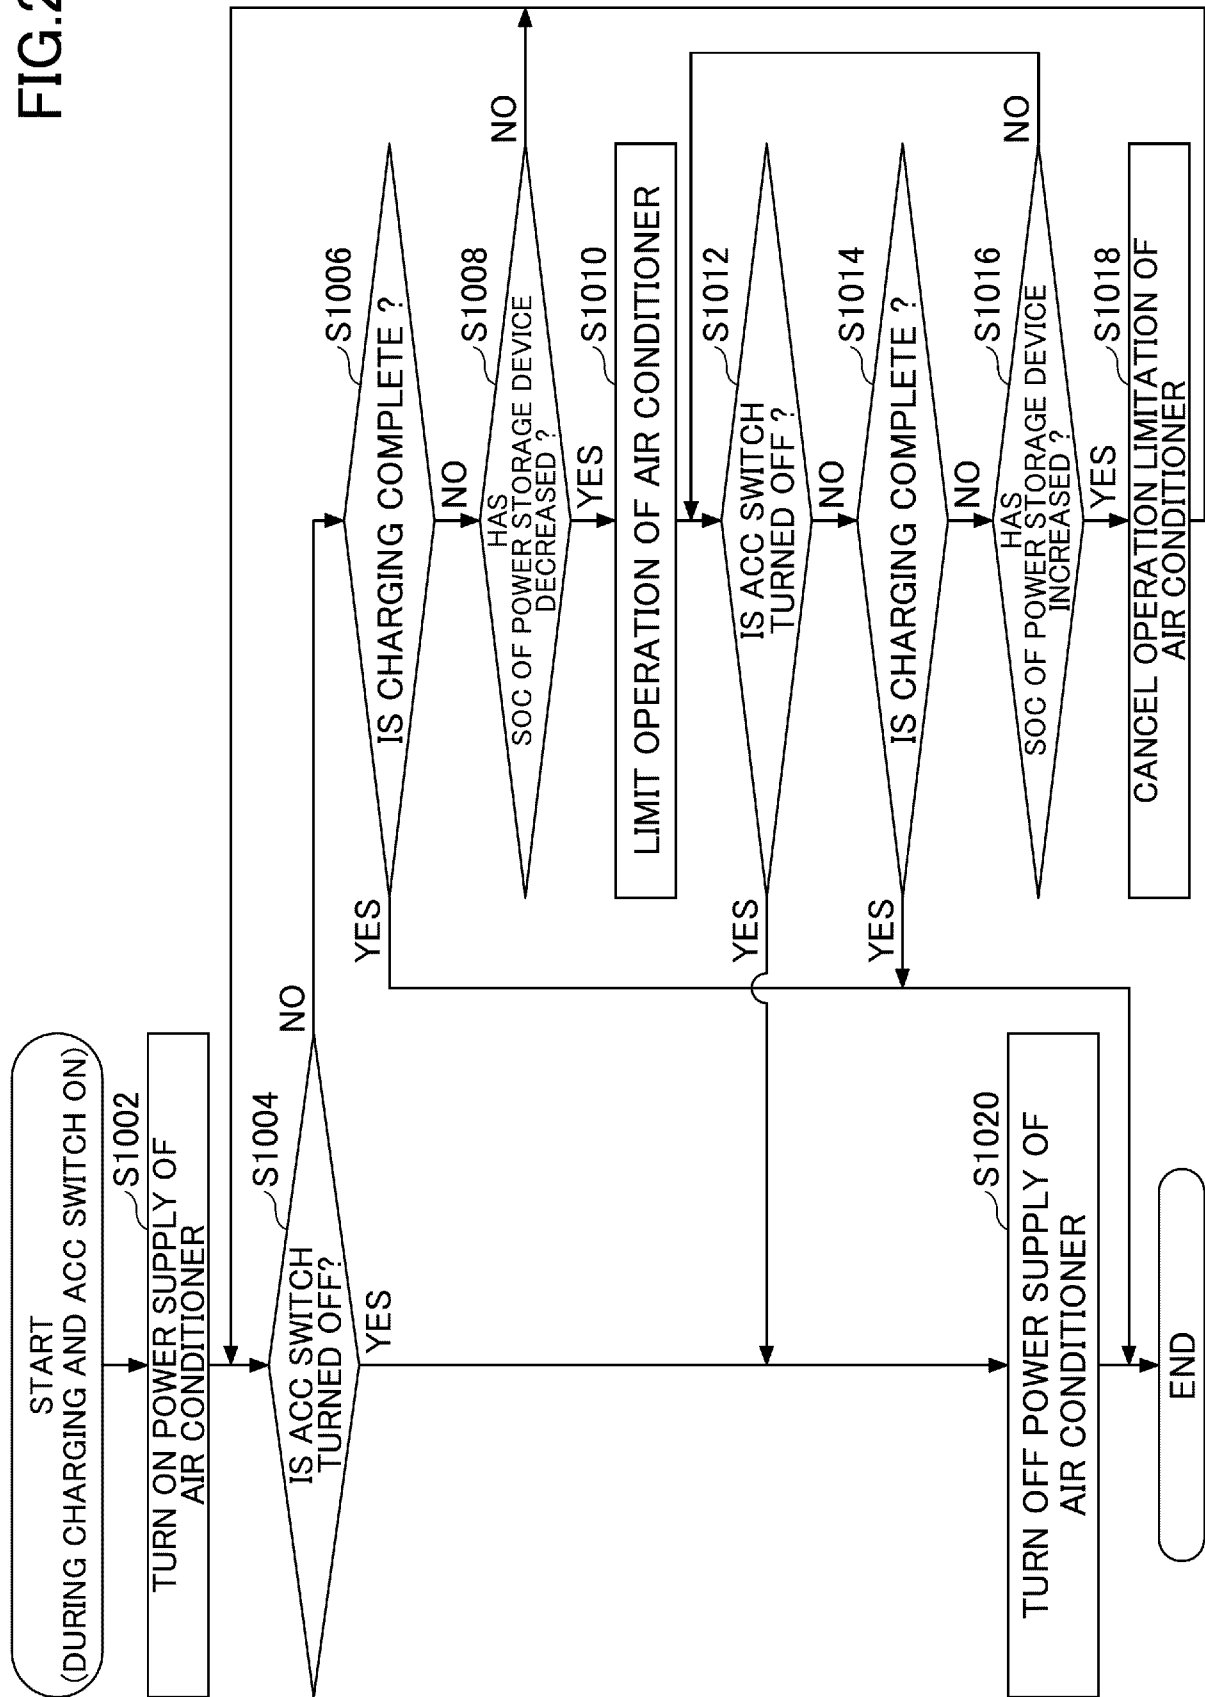 FIG.2
START
(DURING CHARGING AND ACC SWITCH ON)
S1002
TURN ON POWER SUPPLY OF
AIR CONDITIONER
S1004
IS ACC SWITCH
TURNED OFF?
NO
YES
S1006
IS CHARGING COMPLETE ?
YES
NO
S1008
HAS
SOC OF POWER STORAGE DEVICE
DECREASED ?
NO
YES
S1010
LIMIT OPERATION OF AIR CONDITIONER
S1012
IS ACC SWITCH
TURNED OFF ?
YES
NO
S1014
IS CHARGING COMPLETE ?
YES
NO
S1016
HAS
SOC OF POWER STORAGE DEVICE
INCREASED ?
NO
YES
S1018
CANCEL OPERATION LIMITATION OF
AIR CONDITIONER
S1020
TURN OFF POWER SUPPLY OF
AIR CONDITIONER
END